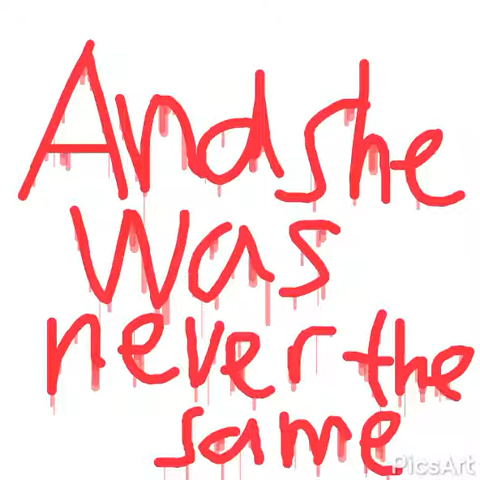 And she
was
never the
same
PicsArt